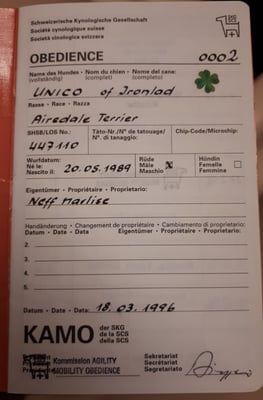 Schweizerische Kynologische Gesellschaft
Société cynologique suisse
Società cinologica svizzera
OBEDIENCE 0002
Name des Hundes · Nom du chien · Nome del cane:
(vollständig) (complet) (completo)
UNICO of Ironlad
Rasse · Race · Razza
Airedale Terrier
SHSB/LOS No.: Täto-Nr./N° de tatouage/ Chip-Code/Microship:
N° di tanaggio:
447110
Wurfdatum: Rüde Hündin
Né le: Mâle Femelle
Nascito il: 20.05.1989 Maschio Femmina
Eigentümer · Propriétaire · Proprietario:
Neff Marlise
Handänderung · Changement de propriétaire · Cambiamento di proprietario:
Datum · Date · Data Eigentümer · Propriétaire · Proprietario:
2.
3.
4.
5.
Datum · Date · Data: 18.03.1996
KAMO der SKG
de la SCS
della SCS
Kommission AGILITY
MOBILITY OBEDIENCE
Sekretariat
Secrétariat
Segretariato